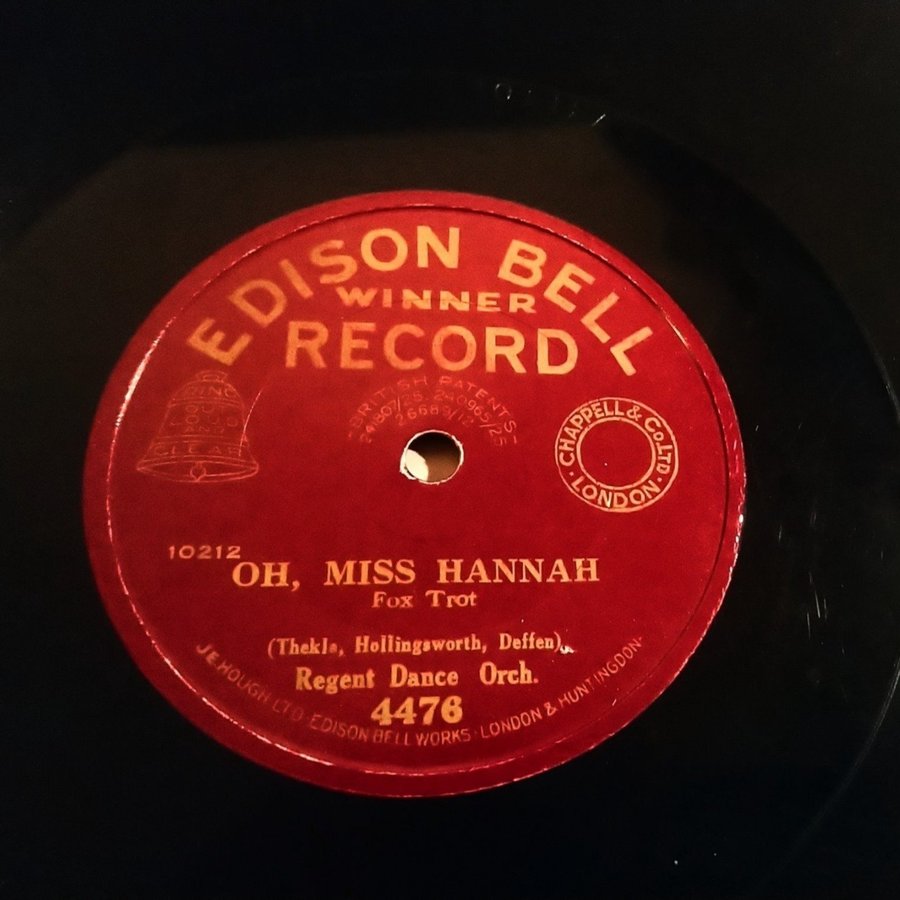 EDISON BELL
WINNER
RECORD
BRITISH PATENTS
CLEAR
CHAPPELL & CO LTD
· LONDON ·
10212
OH, MISS HANNAH
Fox Trot
(Thekla, Hollingsworth, Deffen)
Regent Dance Orch.
4476
J.E. HOUGH LTD · EDISON BELL WORKS · LONDON & HUNTINGDON ·